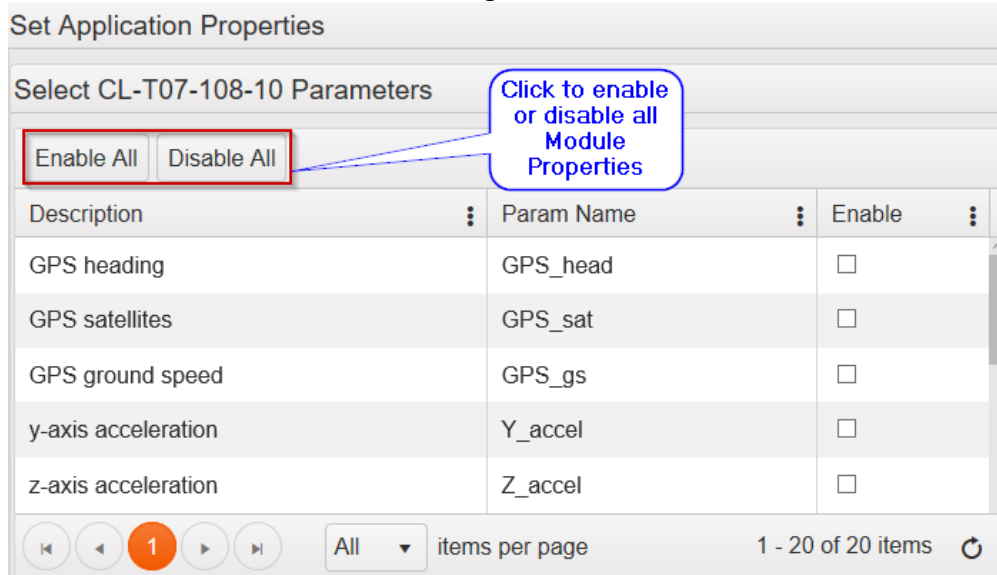 Set Application Properties
Select CL-T07-108-10 Parameters
Click to enable
or disable all
Module
Properties
Enable All Disable All
Description Param Name Enable
GPS heading GPS_head
GPS satellites GPS_sat
GPS ground speed GPS_gs
y-axis acceleration Y_accel
z-axis acceleration Z_accel
1 All items per page 1 - 20 of 20 items